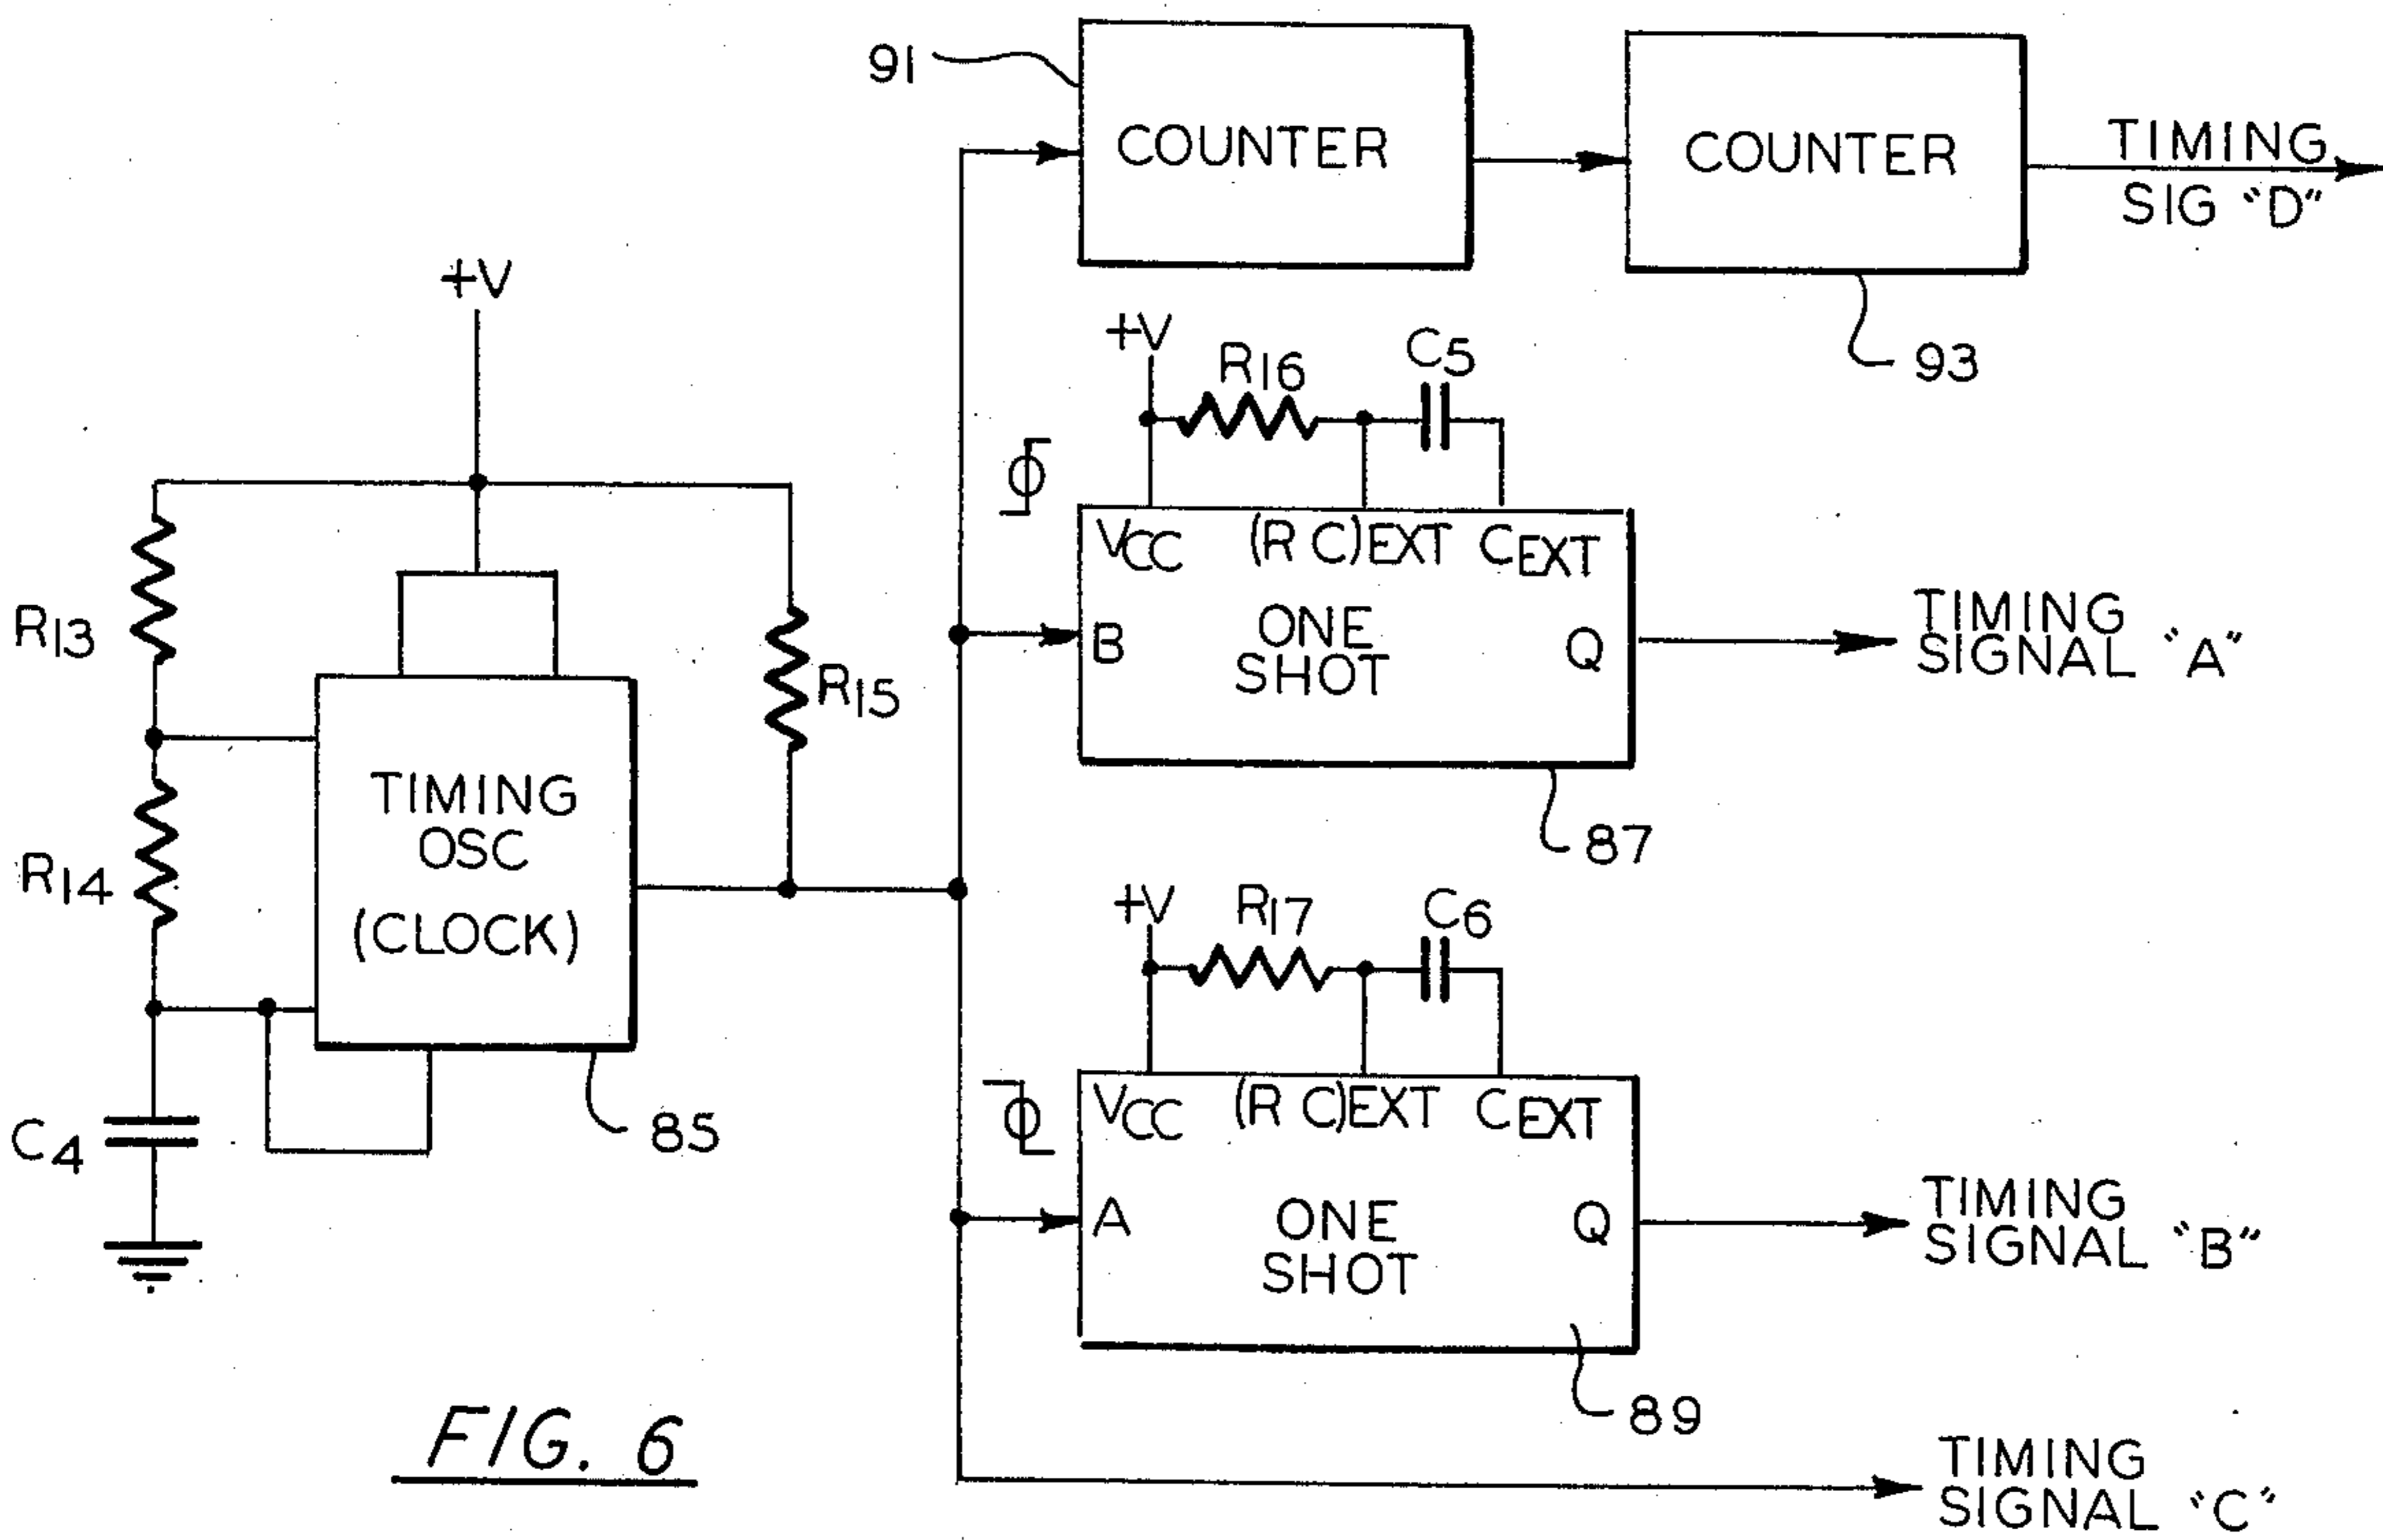 91
COUNTER
COUNTER
TIMING
SIG "D"
93
+V
+V
R16
C5
ϕ
VCC
(R C)EXT
CEXT
B
ONE
SHOT
Q
TIMING
SIGNAL "A"
87
R13
R15
TIMING
OSC
(CLOCK)
R14
85
C4
+V
R17
C6
ϕ
VCC
(R C)EXT
CEXT
A
ONE
SHOT
Q
TIMING
SIGNAL "B"
89
TIMING
SIGNAL "C"
FIG. 6